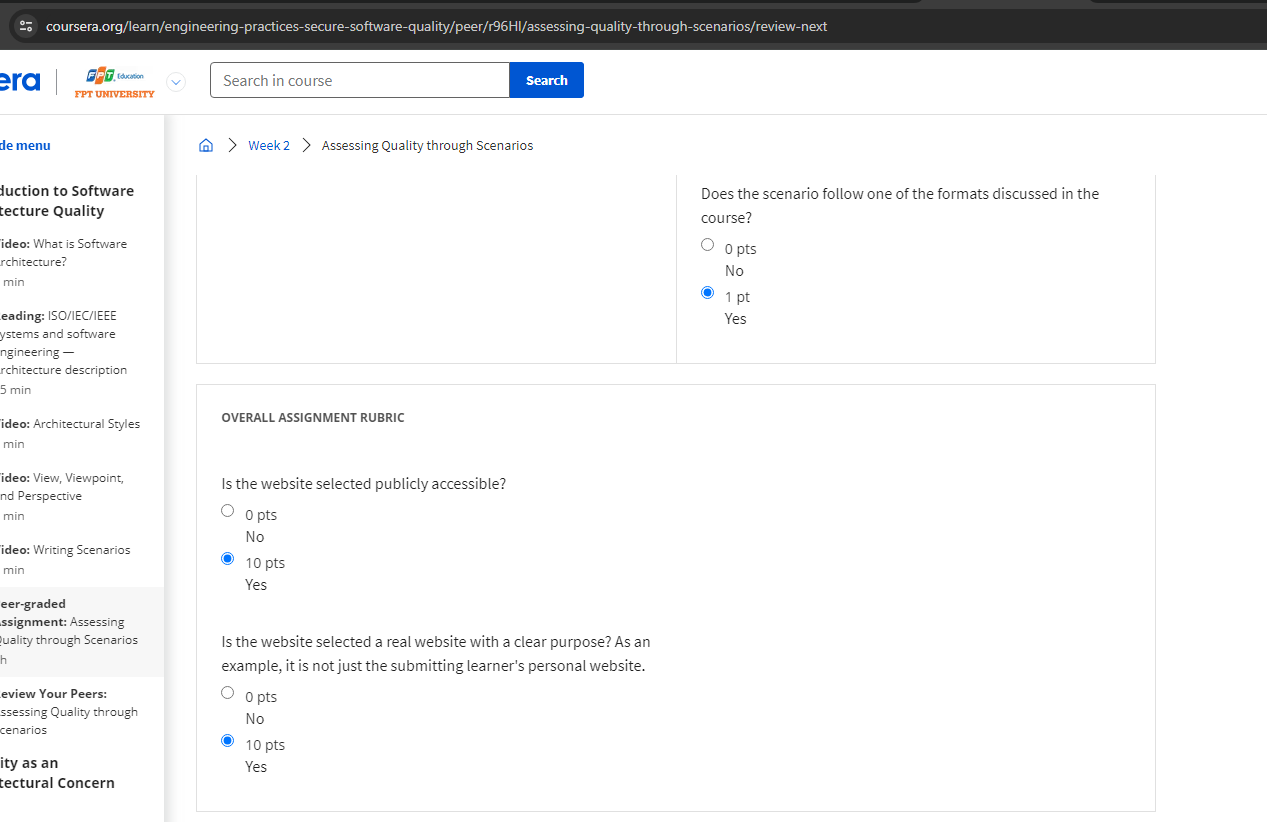 coursera.org/learn/engineering-practices-secure-software-quality/peer/r96Hl/assessing-quality-through-scenarios/review-next
era
FPT Education
FPT UNIVERSITY
Search in course
Search
de menu
duction to Software
tecture Quality
ideo: What is Software
rchitecture?
min
eading: ISO/IEC/IEEE
ystems and software
ngineering —
rchitecture description
5 min
ideo: Architectural Styles
min
ideo: View, Viewpoint,
nd Perspective
min
ideo: Writing Scenarios
min
eer-graded
ssignment: Assessing
Quality through Scenarios
h
eview Your Peers:
ssessing Quality through
cenarios
ity as an
tectural Concern
Week 2
Assessing Quality through Scenarios
Does the scenario follow one of the formats discussed in the
course?
0 pts
No
1 pt
Yes
OVERALL ASSIGNMENT RUBRIC
Is the website selected publicly accessible?
0 pts
No
10 pts
Yes
Is the website selected a real website with a clear purpose? As an
example, it is not just the submitting learner's personal website.
0 pts
No
10 pts
Yes